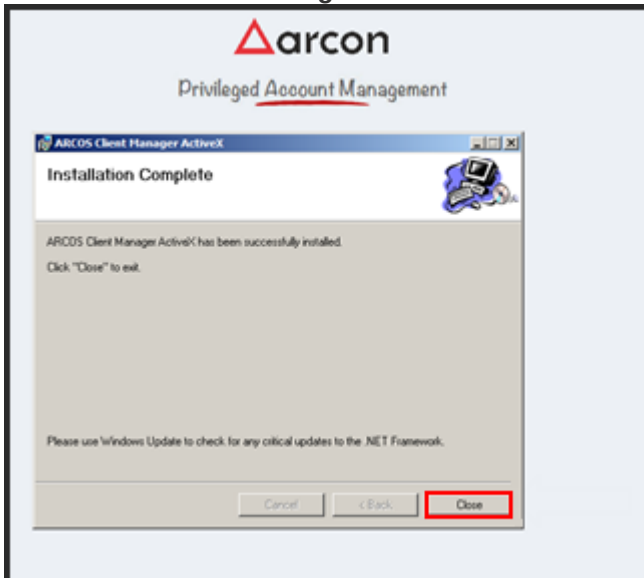 arcon
Privileged Account Management
ARCOS Client Manager ActiveX
Installation Complete
ARCOS Client Manager ActiveX has been successfully installed.
Click "Close" to exit.
Please use Windows Update to check for any critical updates to the .NET Framework.
Cancel
< Back
Close